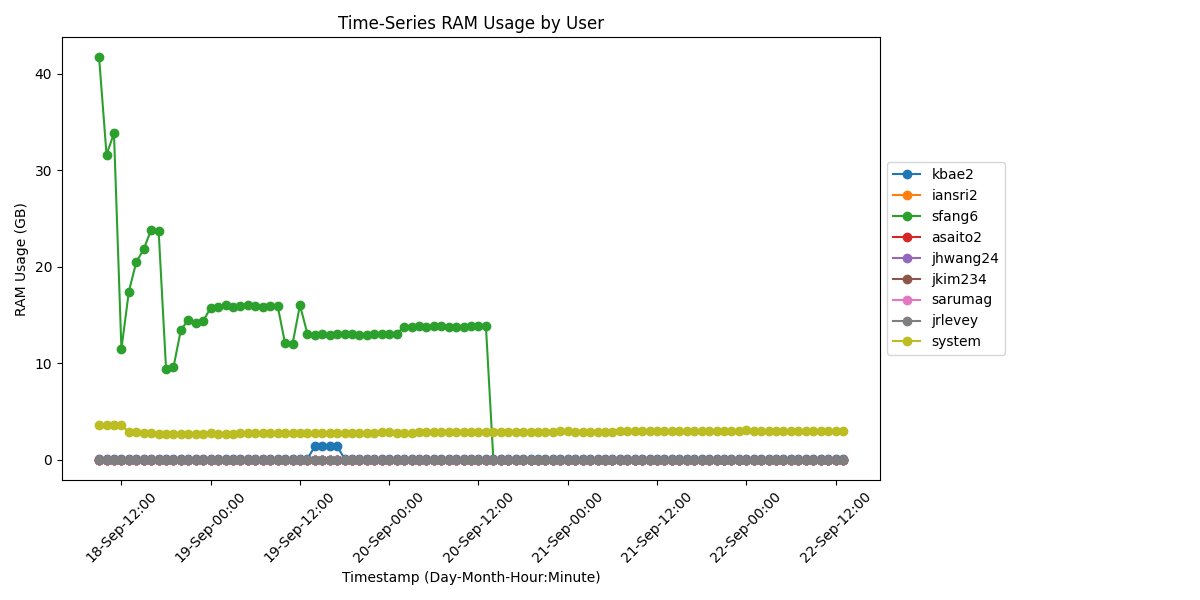 Time-Series RAM Usage by User
RAM Usage (GB)
40
30
20
10
0
18-Sep-12:00
19-Sep-00:00
19-Sep-12:00
20-Sep-00:00
20-Sep-12:00
21-Sep-00:00
21-Sep-12:00
22-Sep-00:00
22-Sep-12:00
Timestamp (Day-Month-Hour:Minute)
kbae2
iansri2
sfang6
asaito2
jhwang24
jkim234
sarumag
jrlevey
system